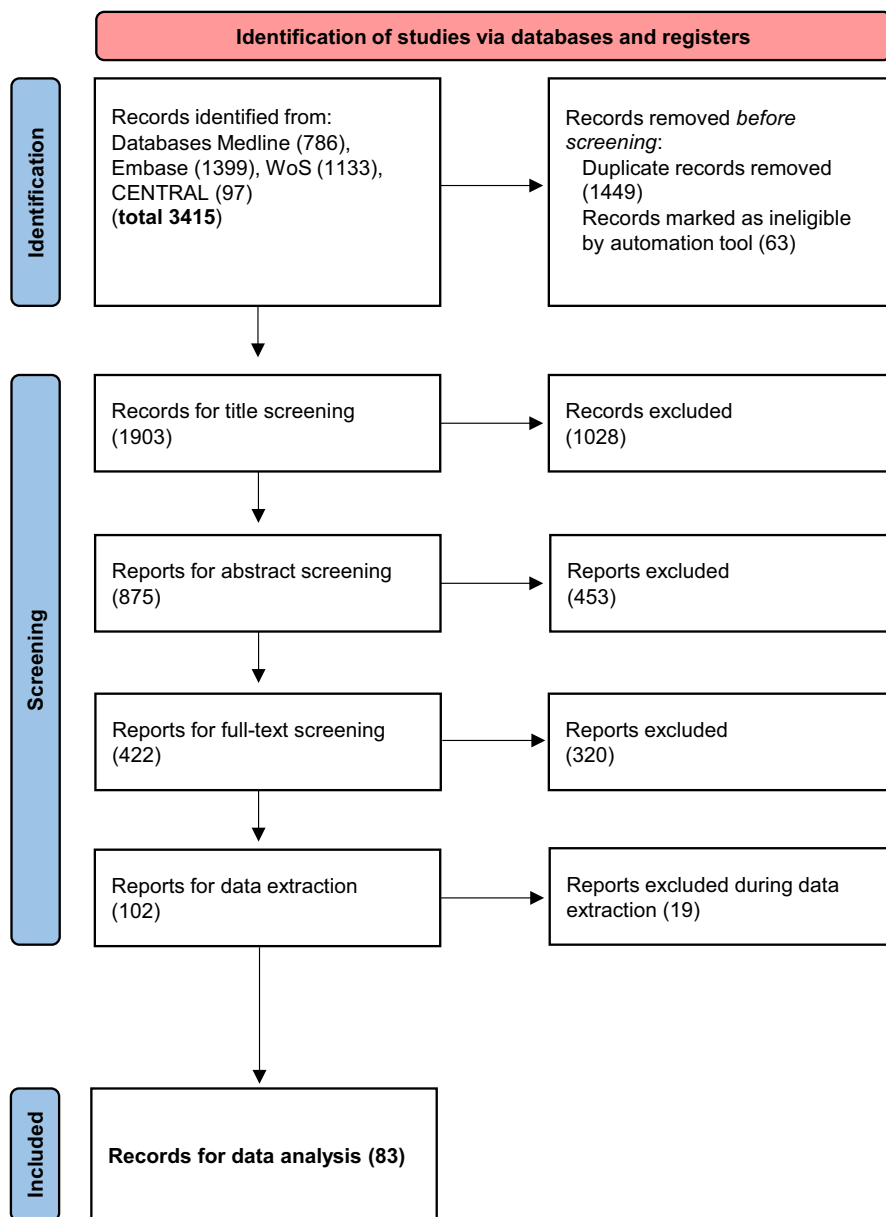 Identification of studies via databases and registers
Identification
Records identified from:
Databases Medline (786),
Embase (1399), WoS (1133),
CENTRAL (97)
(total 3415)
Records removed before
screening:
Duplicate records removed
(1449)
Records marked as ineligible
by automation tool (63)
Screening
Records for title screening
(1903)
Records excluded
(1028)
Reports for abstract screening
(875)
Reports excluded
(453)
Reports for full-text screening
(422)
Reports excluded
(320)
Reports for data extraction
(102)
Reports excluded during data
extraction (19)
Included
Records for data analysis (83)